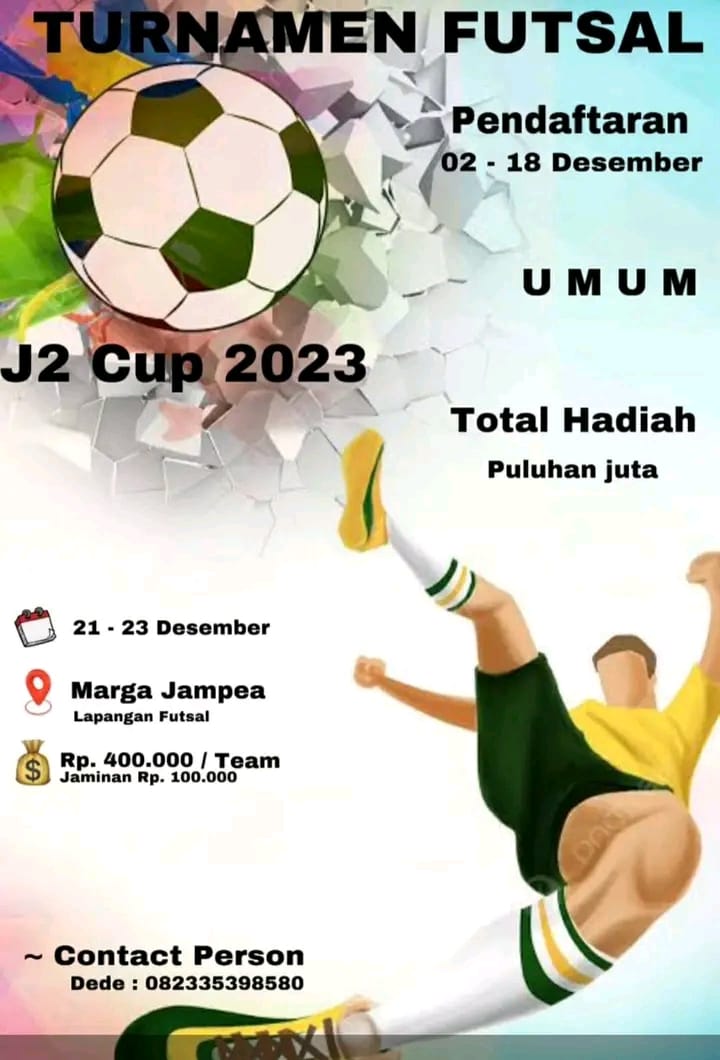 TURNAMEN FUTSAL
Pendaftaran
02 - 18 Desember
U M U M
J2 Cup 2023
Total Hadiah
Puluhan juta
21 - 23 Desember
Marga Jampea
Lapangan Futsal
Rp. 400.000 / Team
Jaminan Rp. 100.000
~ Contact Person
Dede : 082335398580